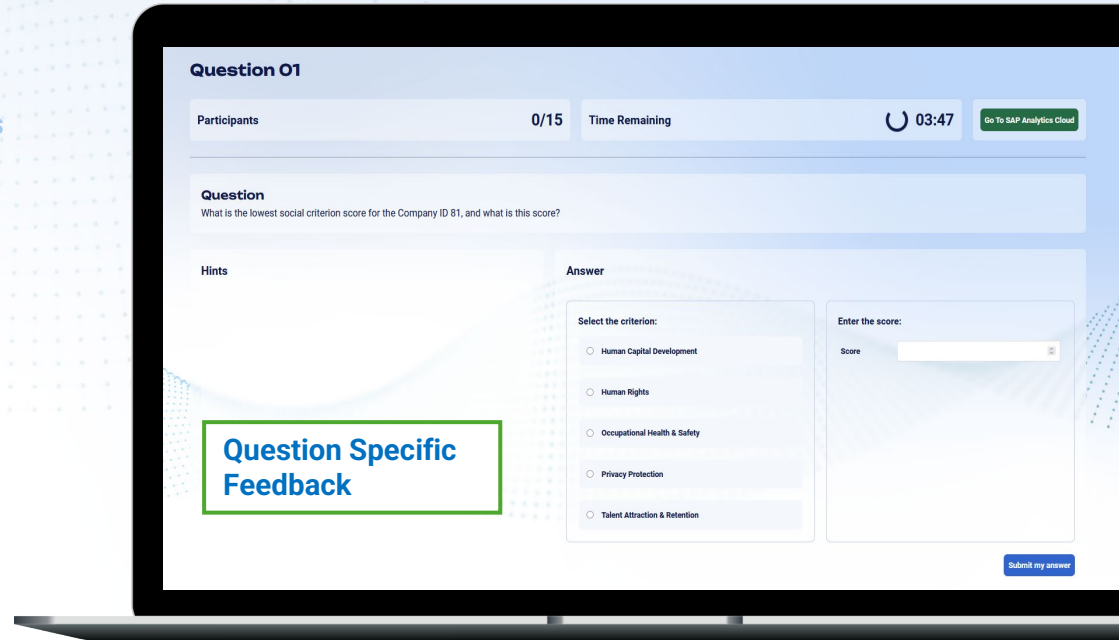 Question 01
Participants 0/15
Time Remaining 03:47
Go To SAP Analytics Cloud
Question
What is the lowest social criterion score for the Company ID 81, and what is this score?
Hints
Answer
Select the criterion:
Human Capital Development
Human Rights
Occupational Health & Safety
Privacy Protection
Talent Attraction & Retention
Enter the score:
Score
Question Specific
Feedback
Submit my answer